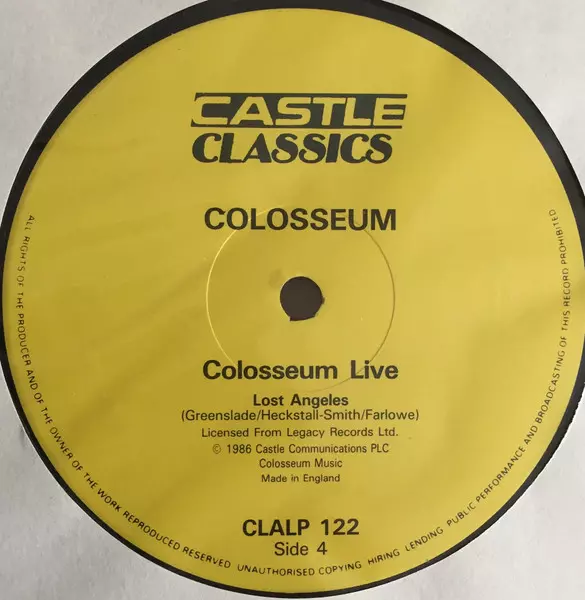 CASTLE
CLASSICS
COLOSSEUM
Colosseum Live
Lost Angeles
(Greenslade/Heckstall-Smith/Farlowe)
Licensed From Legacy Records Ltd.
© 1986 Castle Communications PLC
Colosseum Music
Made in England
CLALP 122
Side 4
ALL RIGHTS OF THE PRODUCER AND OF THE OWNER OF THE WORK REPRODUCED RESERVED UNAUTHORISED COPYING HIRING LENDING PUBLIC PERFORMANCE AND BROADCASTING OF THIS RECORD PROHIBITED